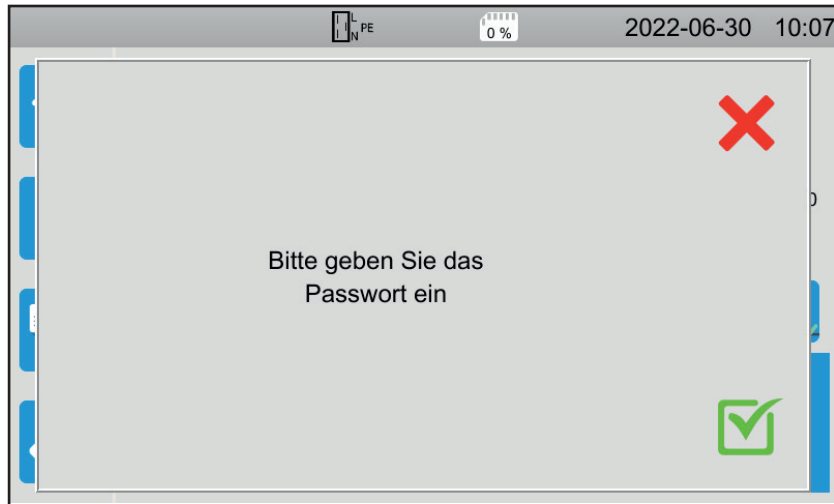 L
N PE
0 %
2022-06-30 10:07
Bitte geben Sie das
Passwort ein